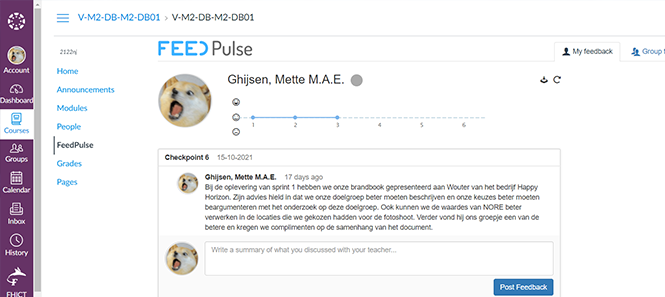 V-M2-DB-M2-DB01 › V-M2-DB-M2-DB01
2122nj
FEEDPulse
My feedback
Group f
Account
Dashboard
Courses
Groups
Calendar
Inbox
History
FHICT
Home
Announcements
Modules
People
FeedPulse
Grades
Pages
Ghijsen, Mette M.A.E.
1 2 3 4 5 6
Checkpoint 6 15-10-2021
Ghijsen, Mette M.A.E. 17 days ago
Bij de oplevering van sprint 1 hebben we onze brandbook gepresenteerd aan Wouter van het bedrijf Happy
Horizon. Zijn advies hield in dat we onze doelgroep beter moeten beschrijven en onze keuzes beter moeten
beargumenteren met het onderzoek op deze doelgroep. Ook kunnen we de waardes van NORE beter
verwerken in de locaties die we gekozen hadden voor de fotoshoot. Verder vond hij ons groepje een van de
betere en kregen we complimenten op de samenhang van het document.
Write a summary of what you discussed with your teacher...
Post Feedback